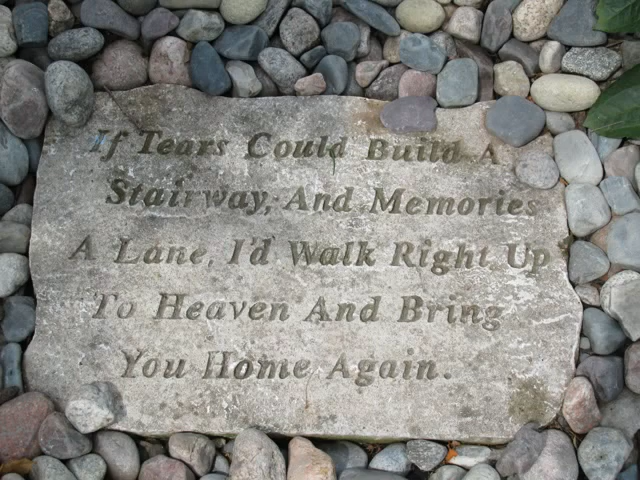 If Tears Could Build A
Stairway, And Memories
A Lane, I'd Walk Right Up
To Heaven And Bring
You Home Again.